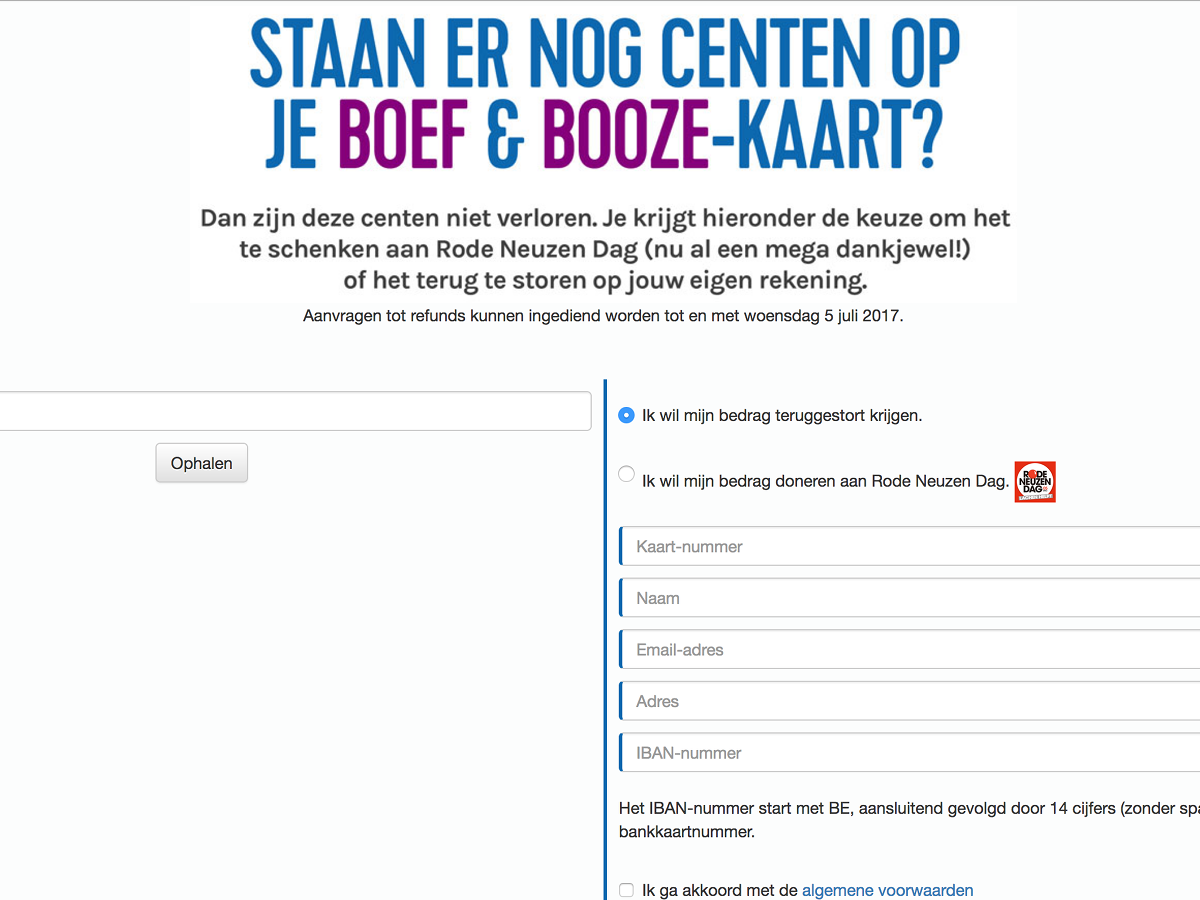 STAAN ER NOG CENTEN OP
JE BOEF & BOOZE-KAART?
Dan zijn deze centen niet verloren. Je krijgt hieronder de keuze om het
te schenken aan Rode Neuzen Dag (nu al een mega dankjewel!)
of het terug te storen op jouw eigen rekening.
Aanvragen tot refunds kunnen ingediend worden tot en met woensdag 5 juli 2017.
Ophalen
Ik wil mijn bedrag teruggestort krijgen.
Ik wil mijn bedrag doneren aan Rode Neuzen Dag.
RODE
NEUZEN
DAG
Kaart-nummer
Naam
Email-adres
Adres
IBAN-nummer
Het IBAN-nummer start met BE, aansluitend gevolgd door 14 cijfers (zonder
bankkaartnummer.
Ik ga akkoord met de algemene voorwaarden